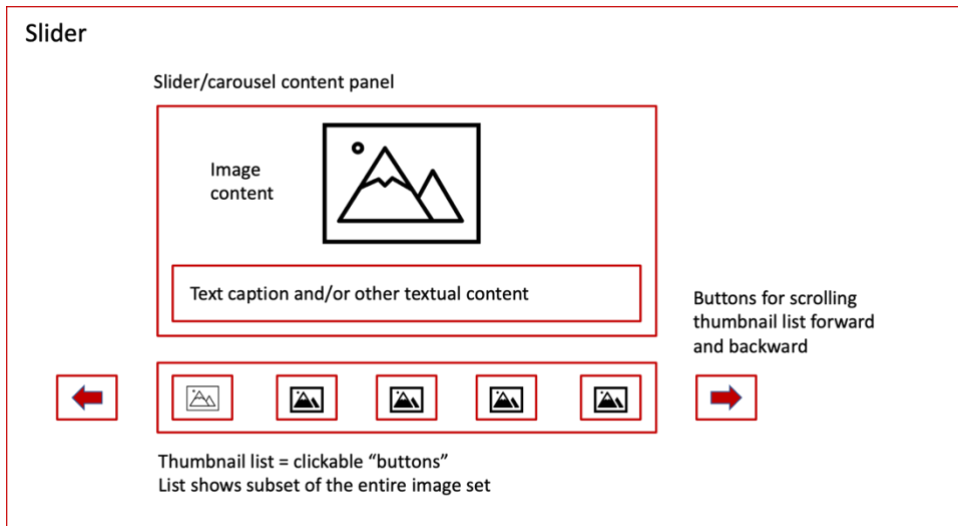 Slider
Slider/carousel content panel
Image
content
Text caption and/or other textual content
Buttons for scrolling
thumbnail list forward
and backward
Thumbnail list = clickable “buttons”
List shows subset of the entire image set